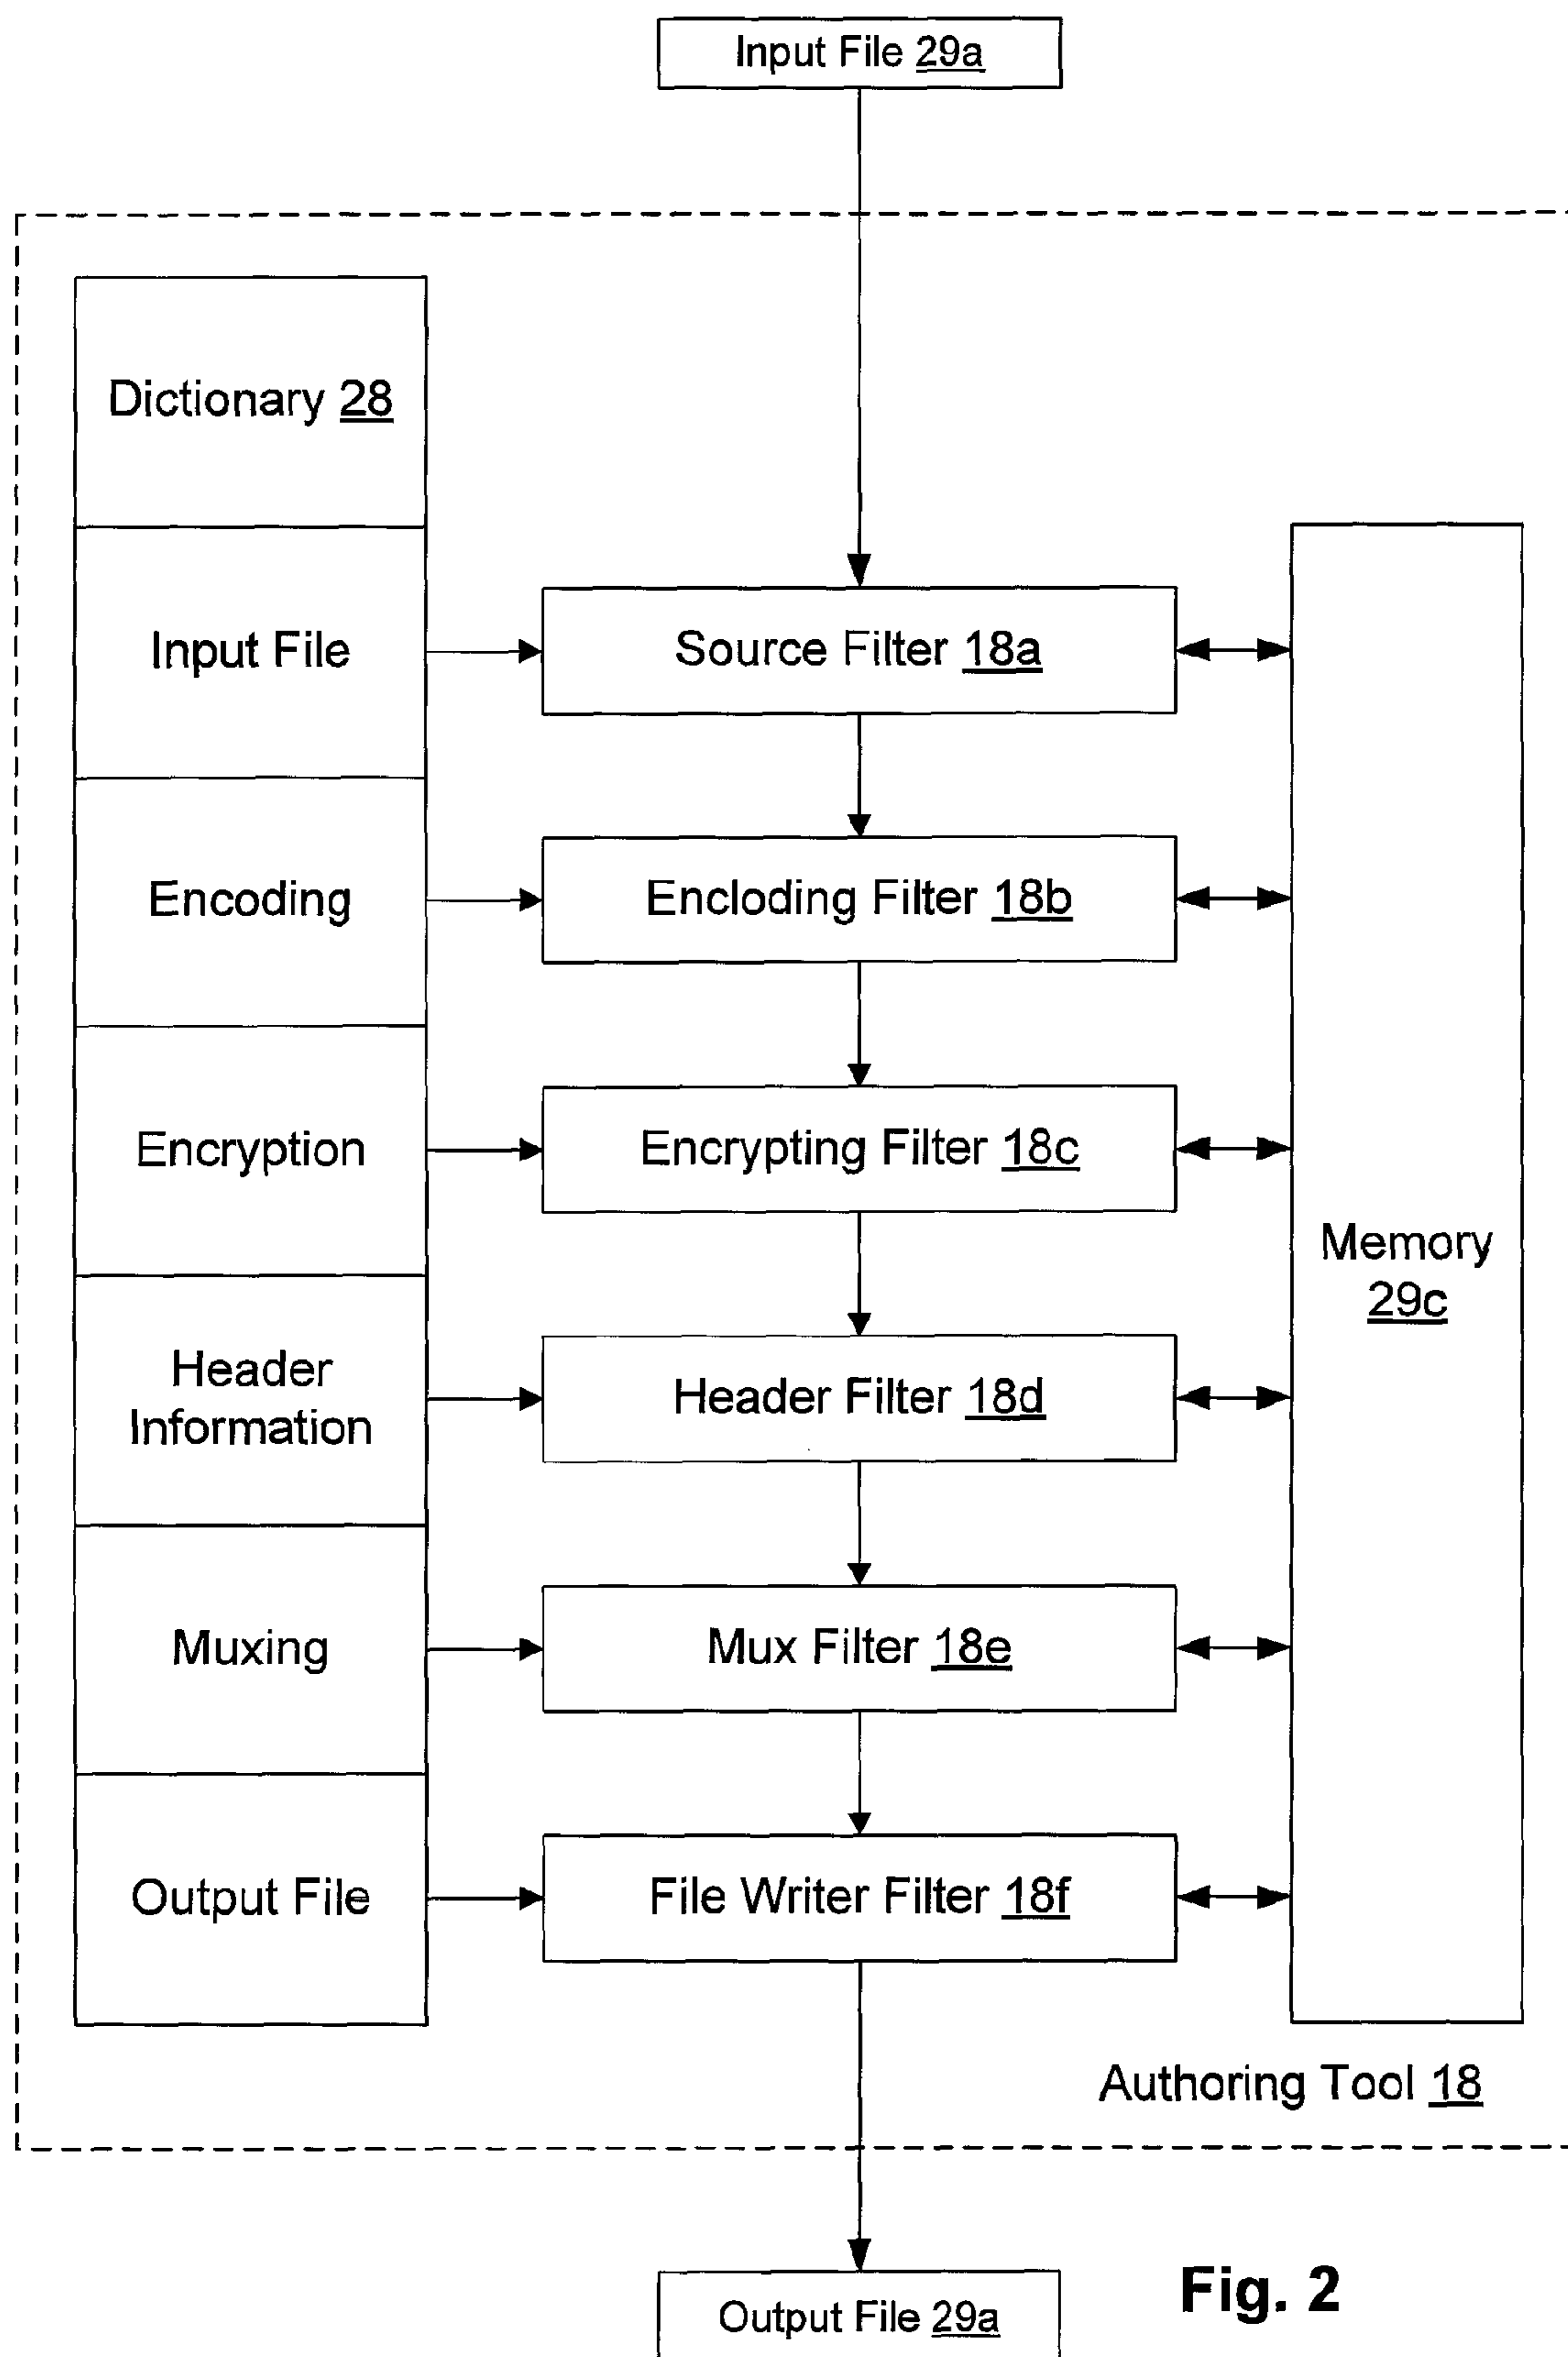 Input File 29a
Dictionary 28
Input File
Source Filter 18a
Encoding
Encloding Filter 18b
Encryption
Encrypting Filter 18c
Memory
29c
Header
Information
Header Filter 18d
Muxing
Mux Filter 18e
Output File
File Writer Filter 18f
Authoring Tool 18
Output File 29a
Fig. 2